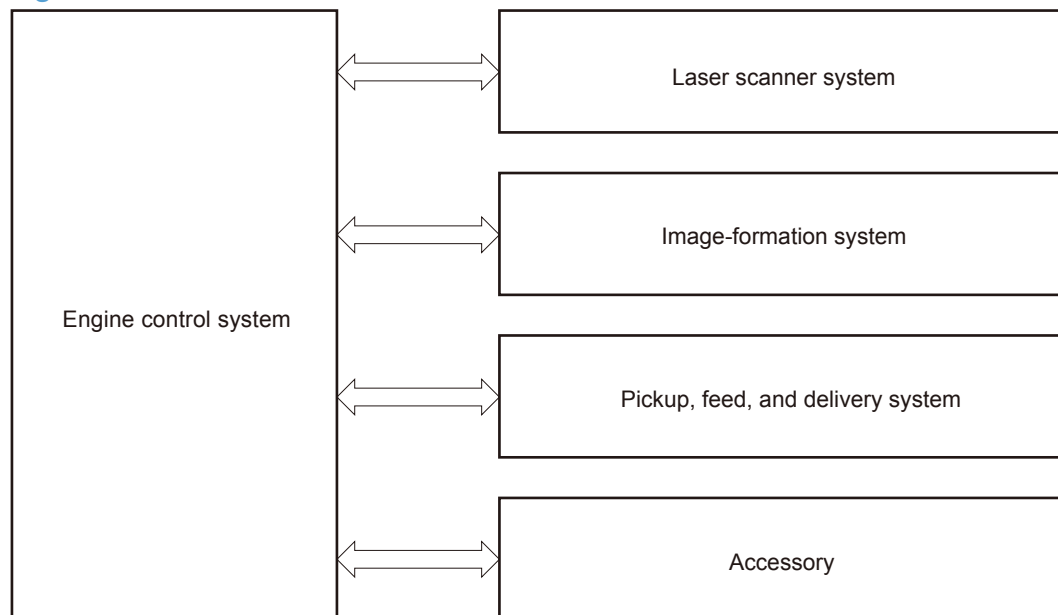 Laser scanner system
Image-formation system
Engine control system
Pickup, feed, and delivery system
Accessory